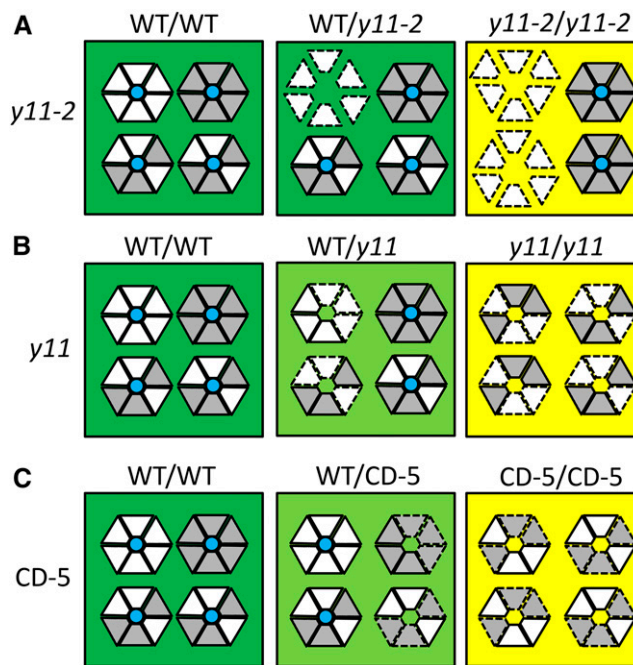 A
WT/WT WT/y11-2 y11-2/y11-2
y11-2
B
WT/WT WT/y11 y11/y11
y11
C
WT/WT WT/CD-5 CD-5/CD-5
CD-5